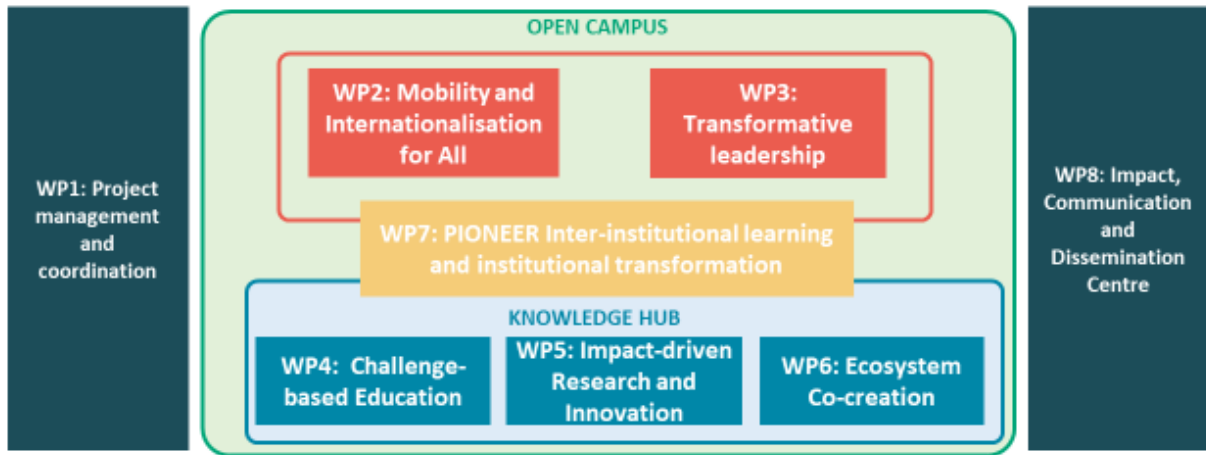 OPEN CAMPUS
WP2: Mobility and
Internationalisation
for All
WP3:
Transformative
leadership
WP1: Project
management
and
coordination
WP8: Impact,
Communication
and
Dissemination
Centre
WP7: PIONEER Inter-institutional learning
and institutional transformation
KNOWLEDGE HUB
WP4: Challenge-
based Education
WP5: Impact-driven
Research and
Innovation
WP6: Ecosystem
Co-creation